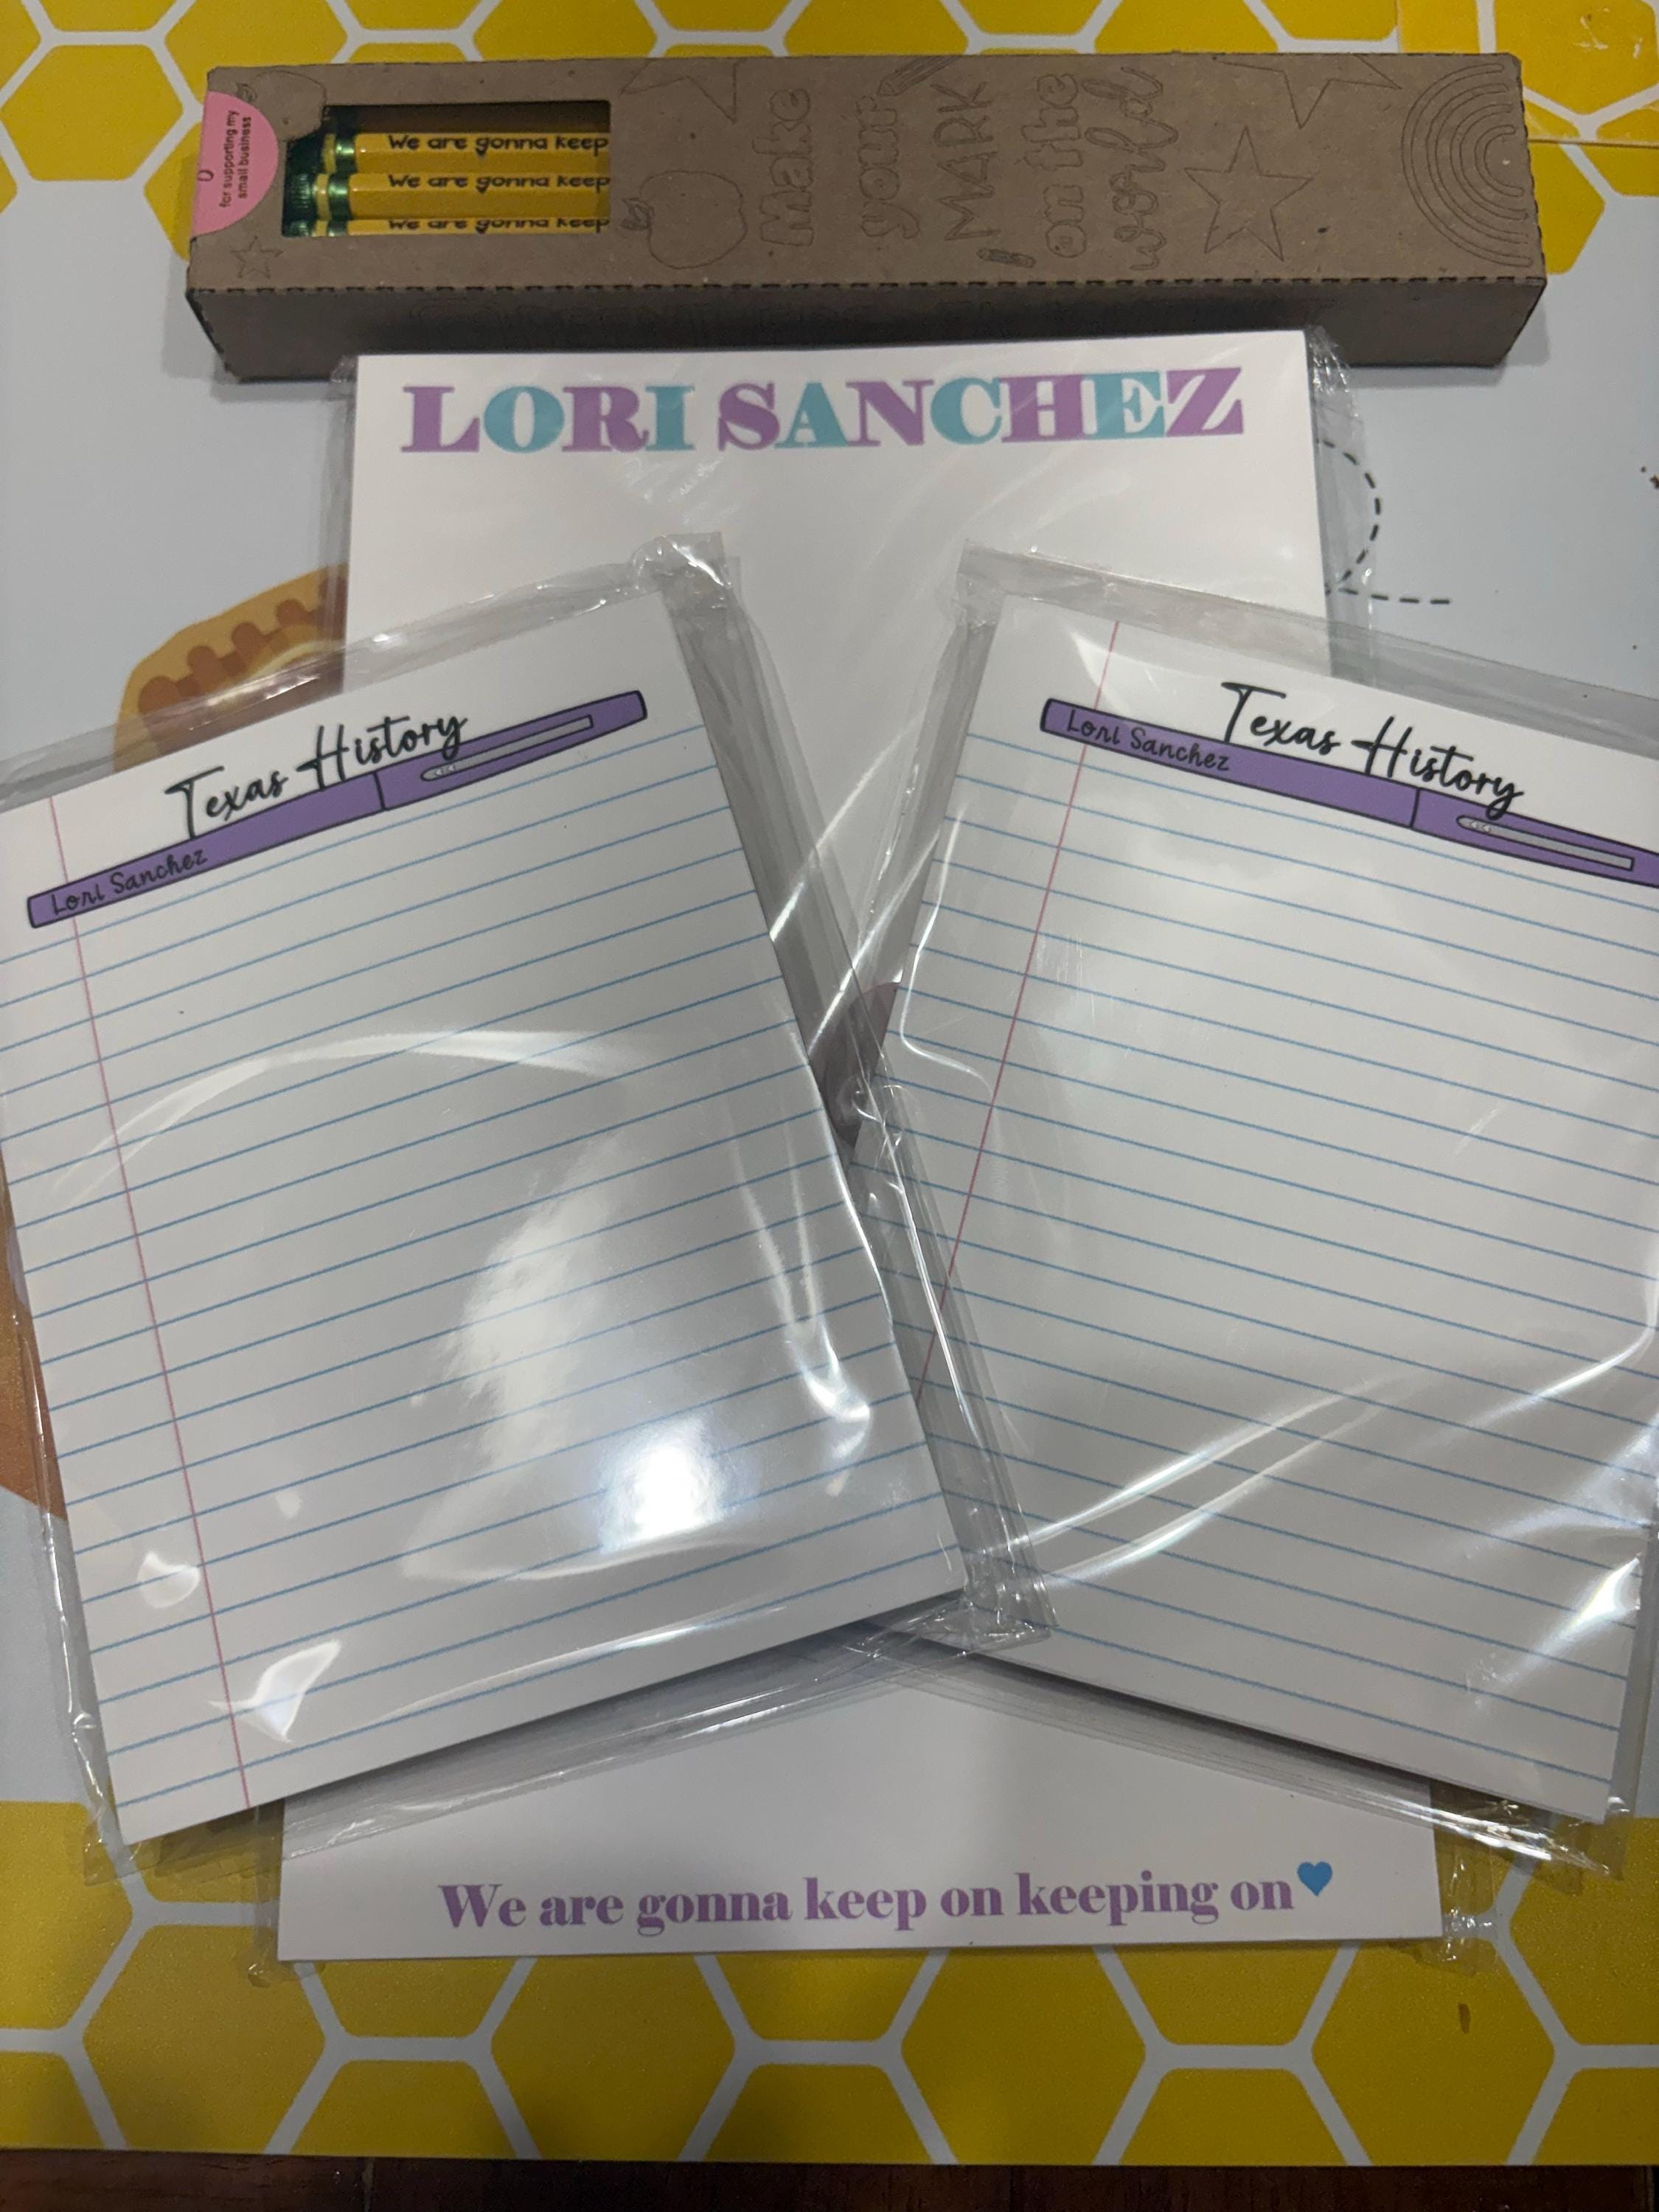 for supporting my
small business
We are gonna keep
We are gonna keep
We are gonna keep
Make
your
MARK
on the
world
LORI SANCHEZ
Texas History
Lori Sanchez
Texas History
Lori Sanchez
We are gonna keep on keeping on